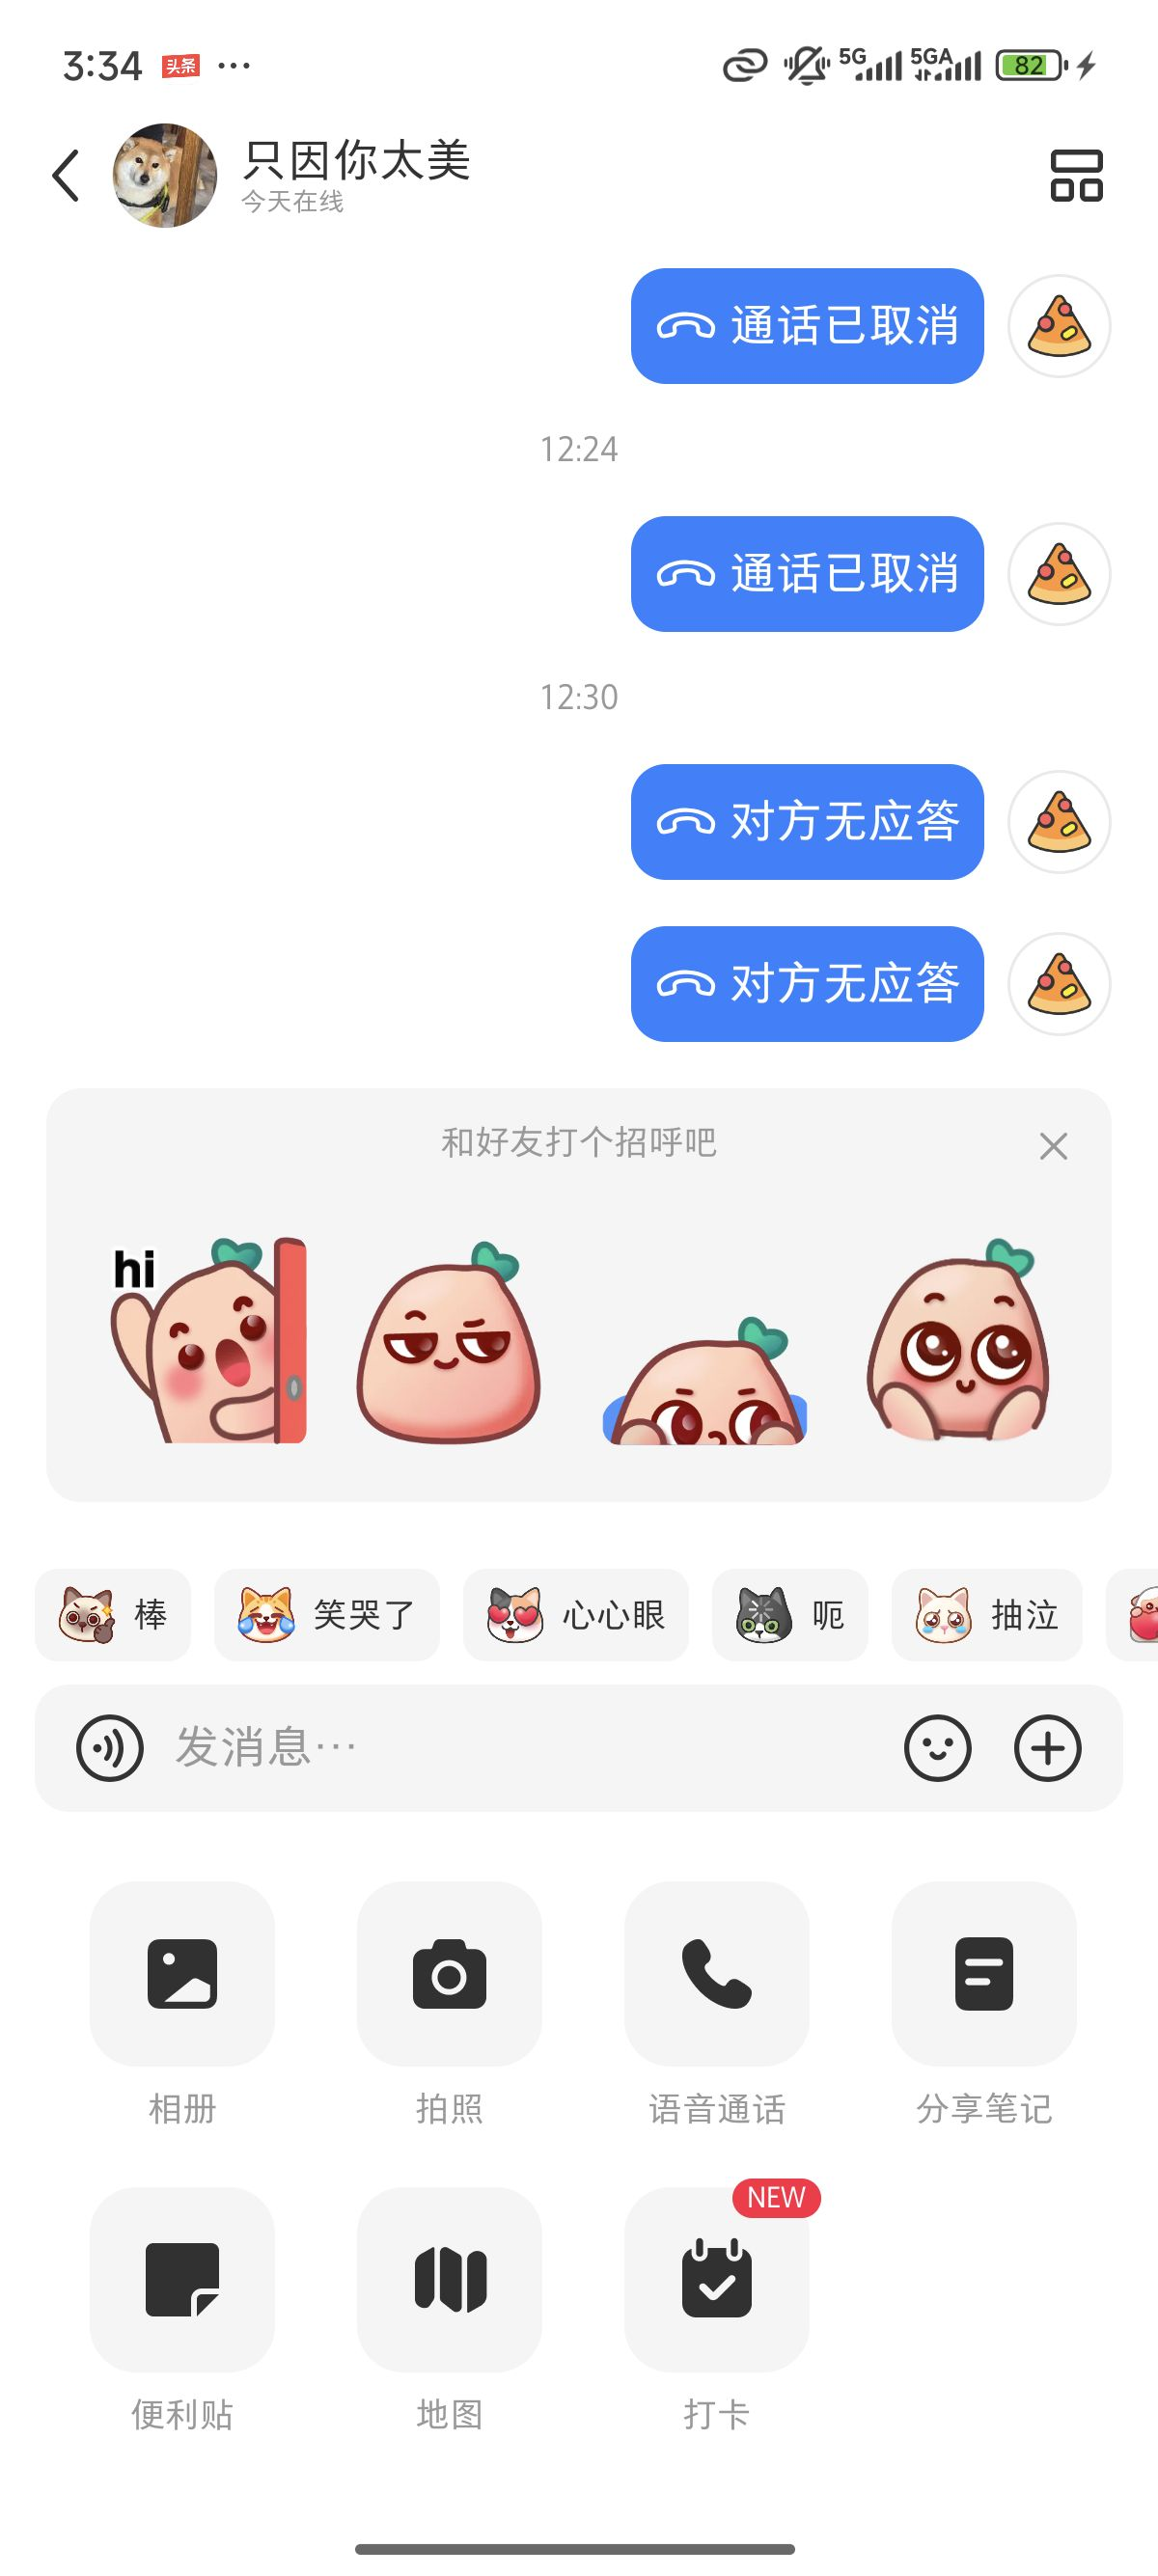 3:34 头条 ···
5G 5GA 82
只因你太美
今天在线
通话已取消
12:24
通话已取消
12:30
对方无应答
对方无应答
和好友打个招呼吧
hi
棒 笑哭了 心心眼 呃 抽泣
发消息···
相册 拍照 语音通话 分享笔记
NEW
便利贴 地图 打卡